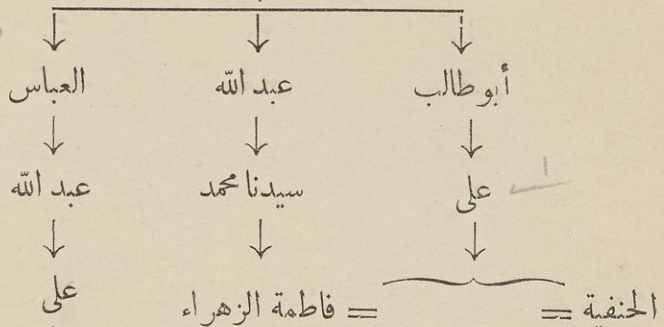 أبو طالب عبد الله العباس
على سيدنا محمد عبد الله
الحنفية = = فاطمة الزهراء على